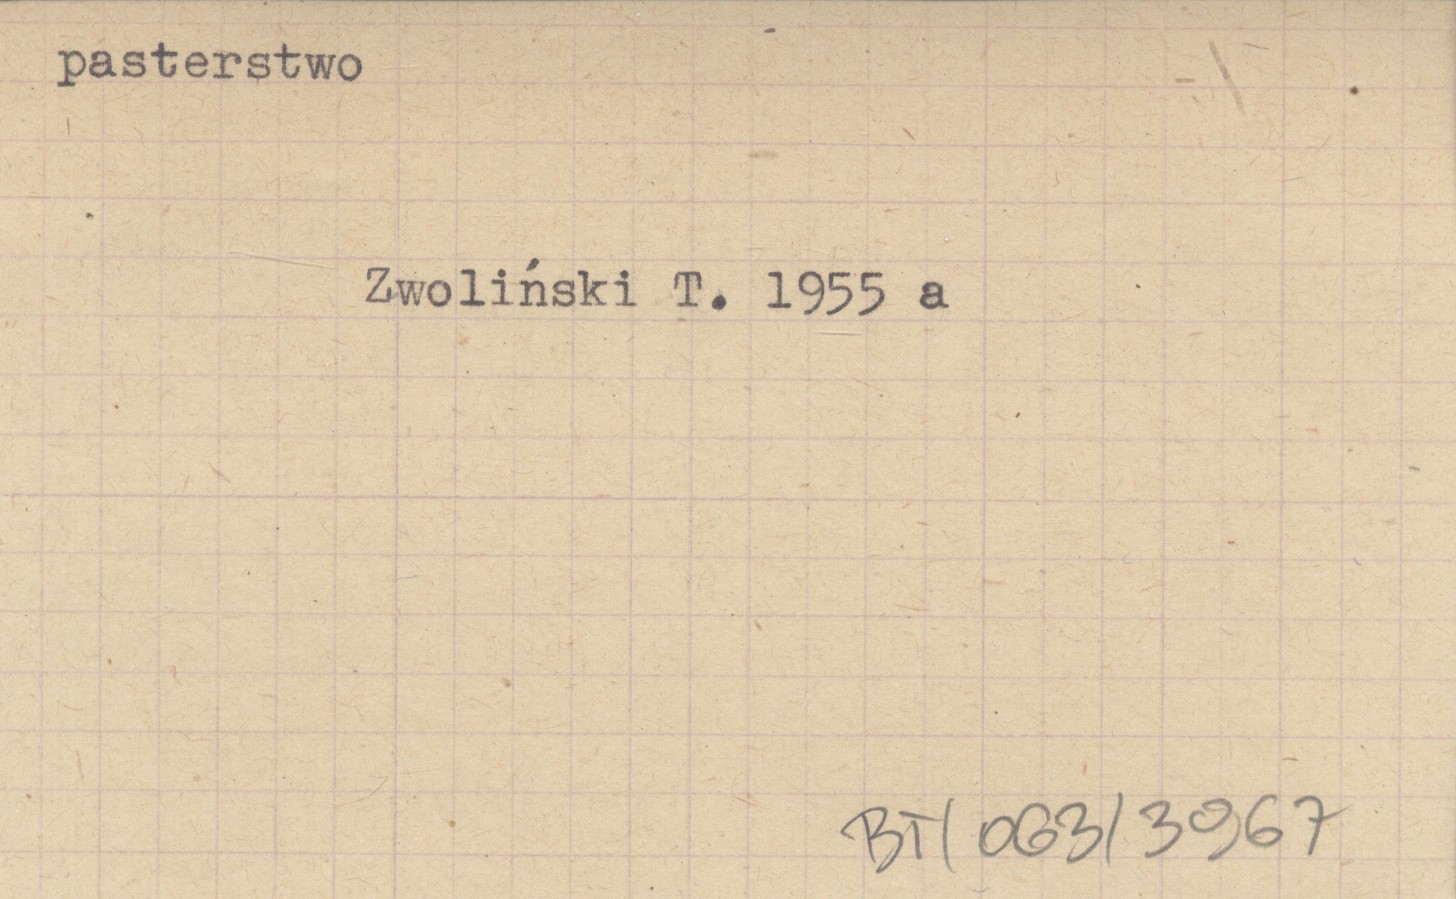 pasterstwo
Zwoliński T. 1955 a
BT/063/3967